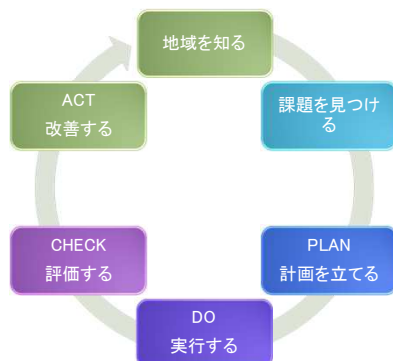 地域を知る
課題を見つけ
る
PLAN
計画を立てる
DO
実行する
CHECK
評価する
ACT
改善する